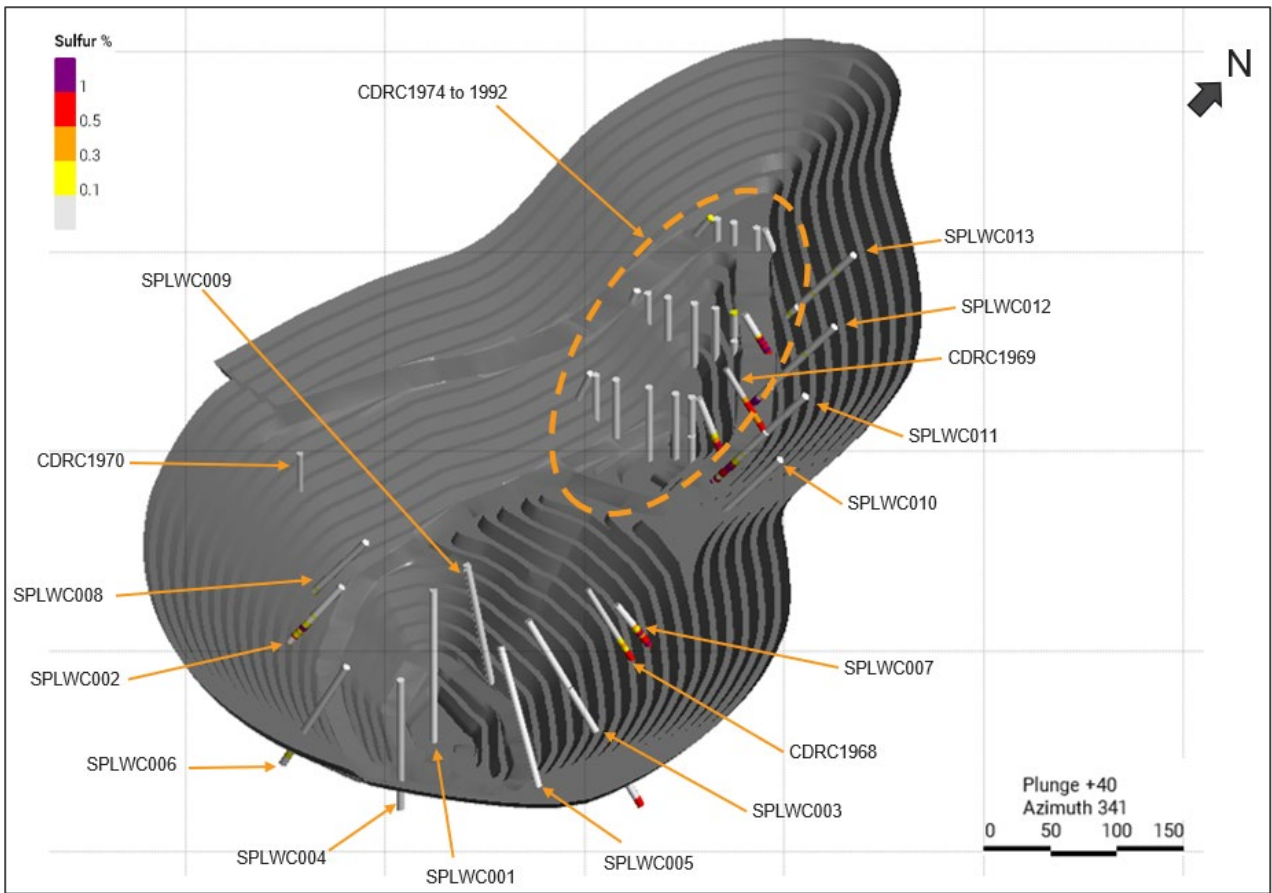 Sulfur %
1
0.5
0.3
0.1
CDRC1974 to 1992
N
SPLWC013
SPLWC009
SPLWC012
CDRC1969
SPLWC011
CDRC1970
SPLWC010
SPLWC008
SPLWC002
SPLWC007
CDRC1968
SPLWC006
SPLWC003
Plunge +40
Azimuth 341
0 50 100 150
SPLWC004
SPLWC005
SPLWC001